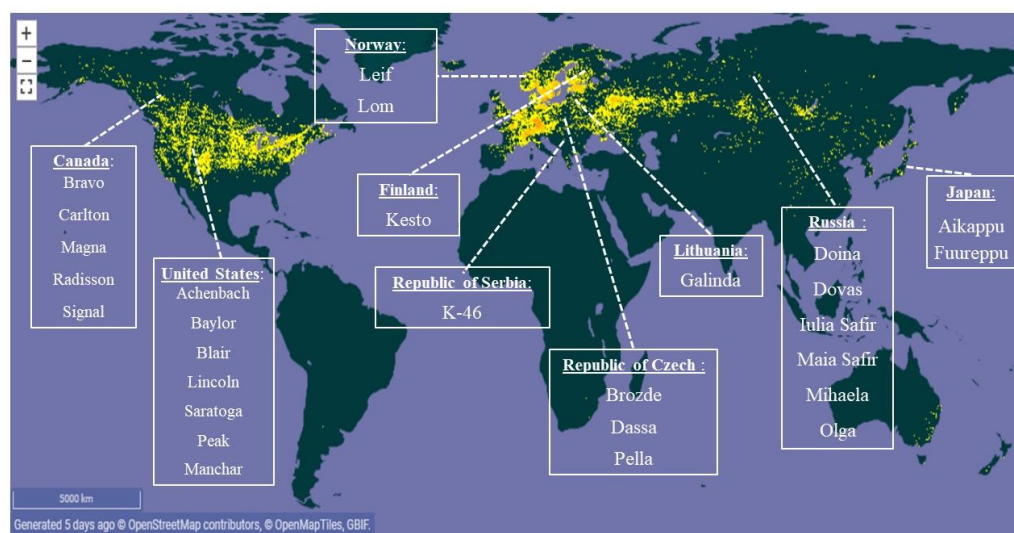 +
−
Norway:
Leif
Lom
Canada:
Bravo
Carlton
Magna
Radisson
Signal
United States:
Achenbach
Baylor
Blair
Lincoln
Saratoga
Peak
Manchar
Finland:
Kesto
Republic of Serbia:
K-46
Lithuania:
Galinda
Republic of Czech :
Brozde
Dassa
Pella
Russia :
Doina
Dovas
Iulia Safir
Maia Safir
Mihaela
Olga
Japan:
Aikappu
Fuureppu
5000 km
Generated 5 days ago © OpenStreetMap contributors, © OpenMapTiles, GBIF.